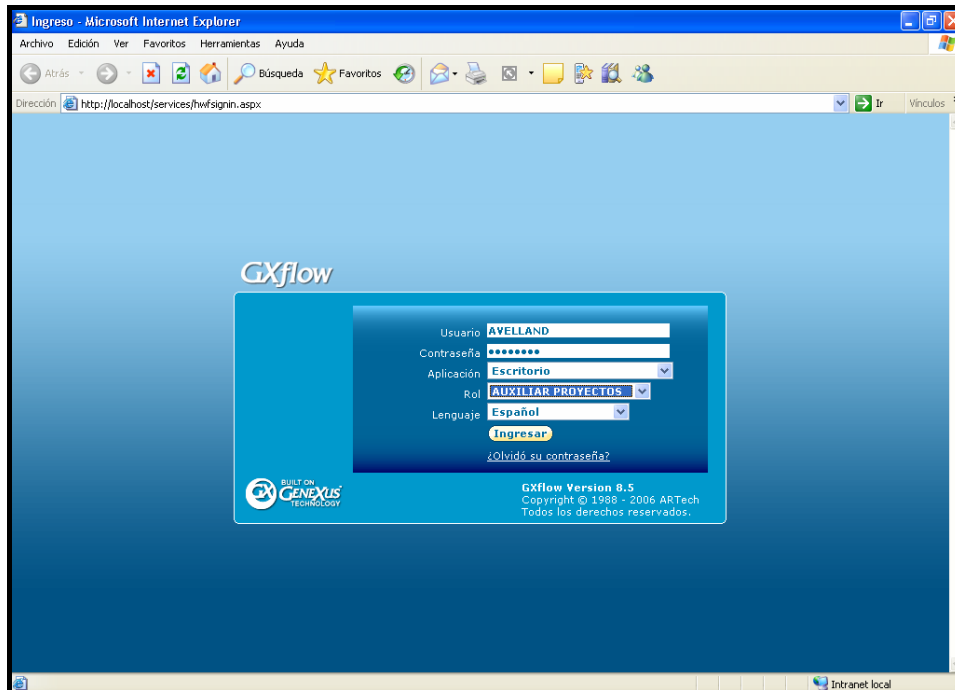 Ingreso - Microsoft Internet Explorer
Archivo Edición Ver Favoritos Herramientas Ayuda
Atrás Búsqueda Favoritos
Dirección http://localhost/services/hwfsignin.aspx Ir Vínculos
GXflow
Usuario AVELLAND
Contraseña ••••••••
Aplicación Escritorio
Rol AUXILIAR PROYECTOS
Lenguaje Español
Ingresar
¿Olvidó su contraseña?
GX BUILT ON GENEXUS TECHNOLOGY
GXflow Version 8.5
Copyright © 1988 - 2006 ARTech
Todos los derechos reservados.
Intranet local